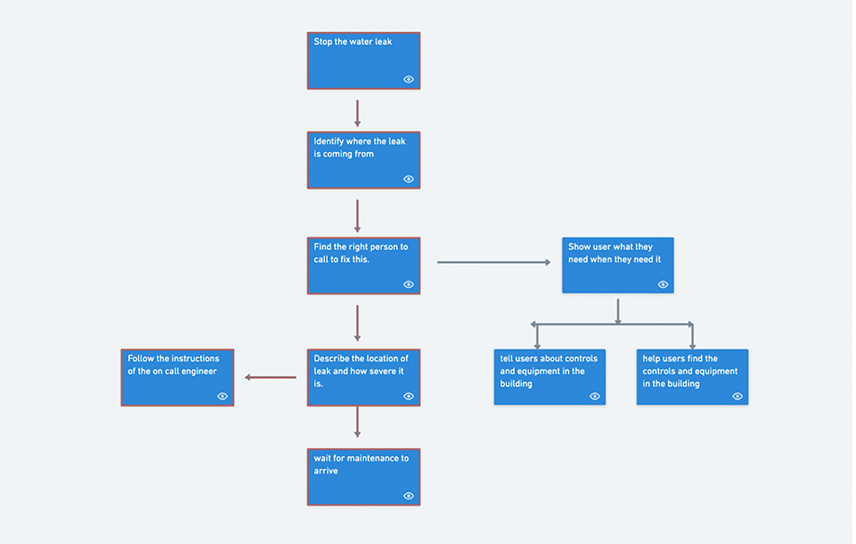 Stop the water leak
Identify where the leak
is coming from
Find the right person to
call to fix this.
Show user what they
need when they need it
Follow the instructions
of the on call engineer
Describe the location of
leak and how severe it
is.
tell users about controls
and equipment in the
building
help users find the
controls and equipment
in the building
wait for maintenance to
arrive